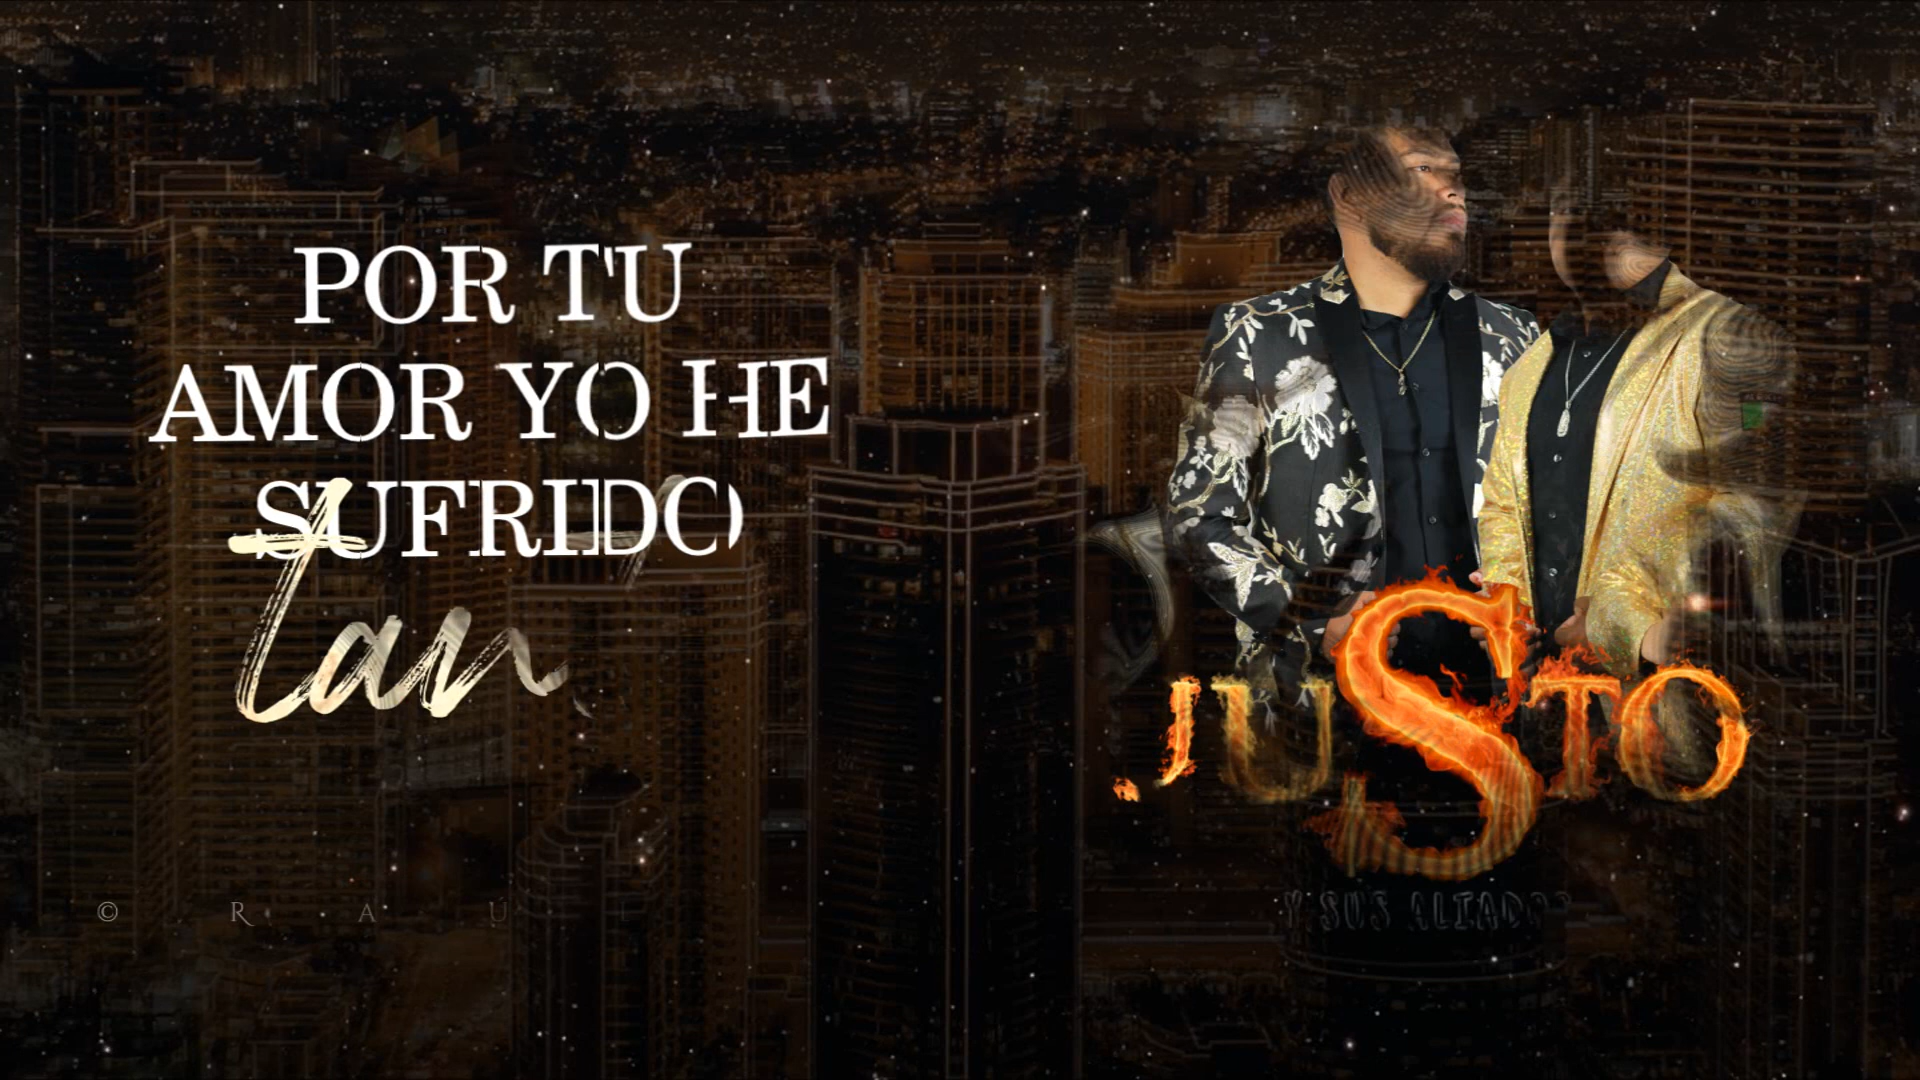 POR TU
AMOR YO HE
SUFRIDO
tan
© R A U
JUSTO
Y SUS ALIADOS